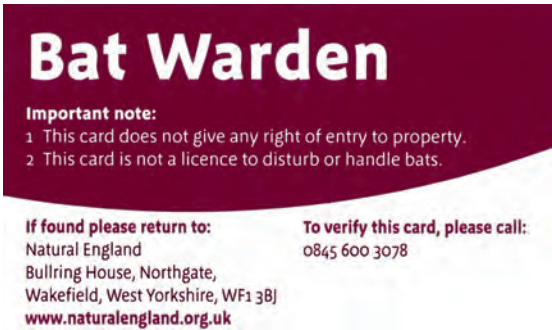 Bat Warden
Important note:
1 This card does not give any right of entry to property.
2 This card is not a licence to disturb or handle bats.
If found please return to:
Natural England
Bullring House, Northgate,
Wakefield, West Yorkshire, WF1 3BJ
www.naturalengland.org.uk
To verify this card, please call:
0845 600 3078